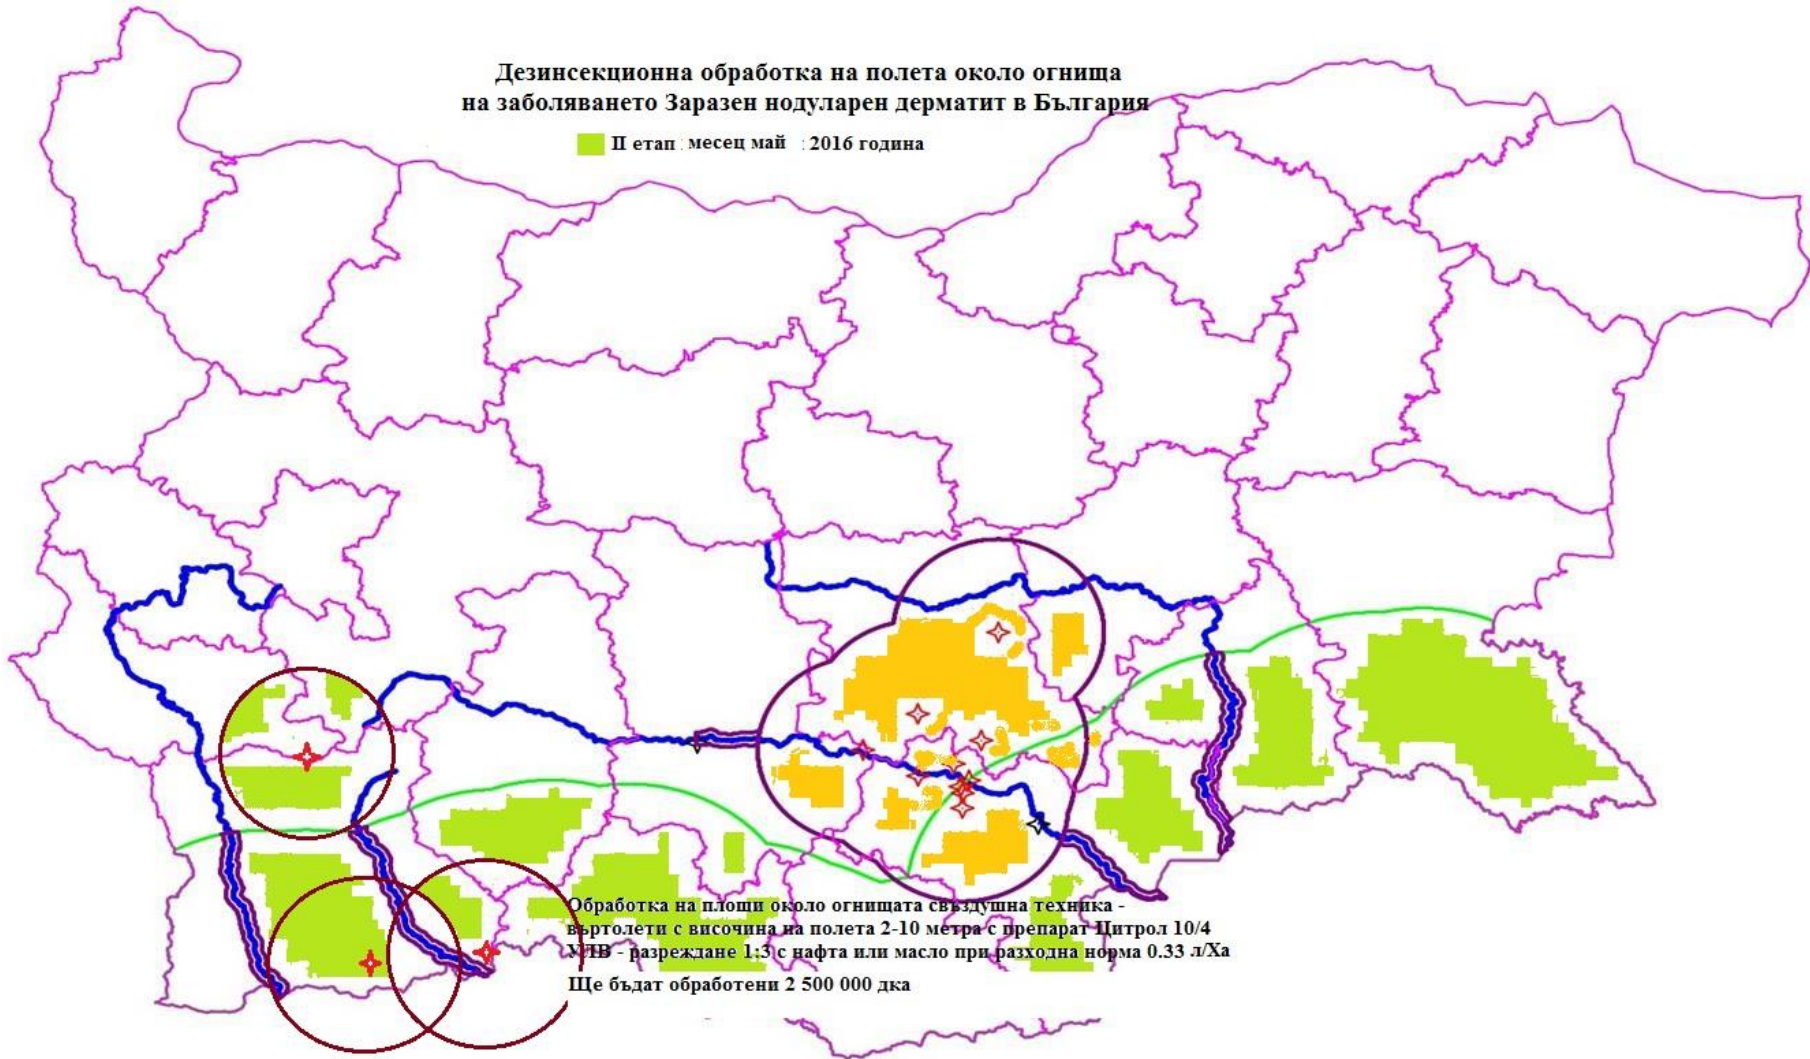 Дезинсекционна обработка на полета около огнища
на заболяването Заразен нодуларен дерматит в България
II етап : месец май : 2016 година
Обработка на площи около огнищата свъздушна техника -
въртолети с височина на полета 2-10 метра с препарат Цитрол 10/4
УЛВ - разреждане 1:3 с нафта или масло при разходна норма 0.33 л/Ха
Ще бъдат обработени 2 500 000 дка